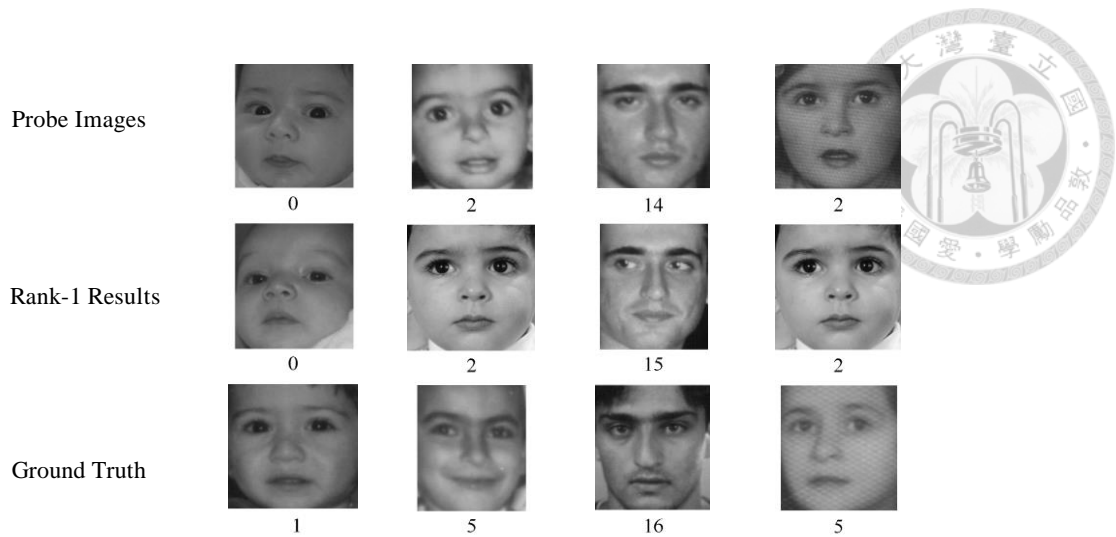 Probe Images
0 2 14 2
Rank-1 Results
0 2 15 2
Ground Truth
1 5 16 5